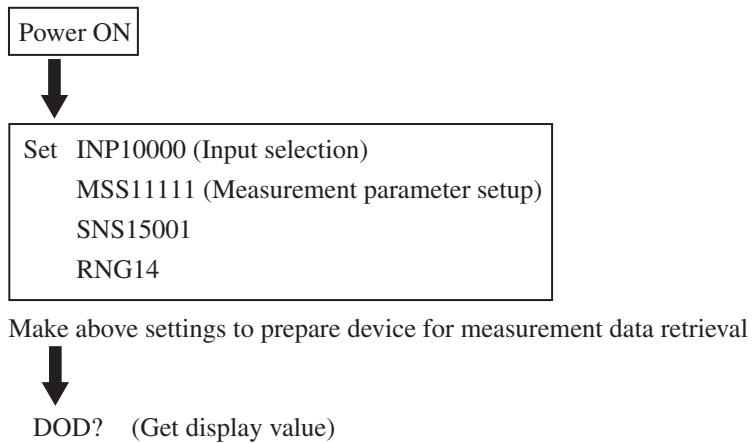 Power ON
Set INP10000 (Input selection)
MSS11111 (Measurement parameter setup)
SNS15001
RNG14
Make above settings to prepare device for measurement data retrieval
DOD? (Get display value)